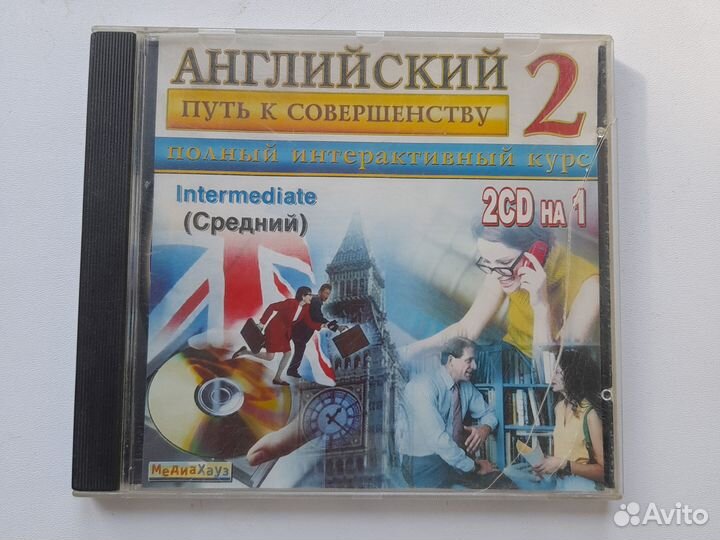 АНГЛИЙСКИЙ 2
ПУТЬ К СОВЕРШЕНСТВУ
полный интерактивный курс
Intermediate
(Средний)
2CD НА 1
МеДиаХауз
Avito